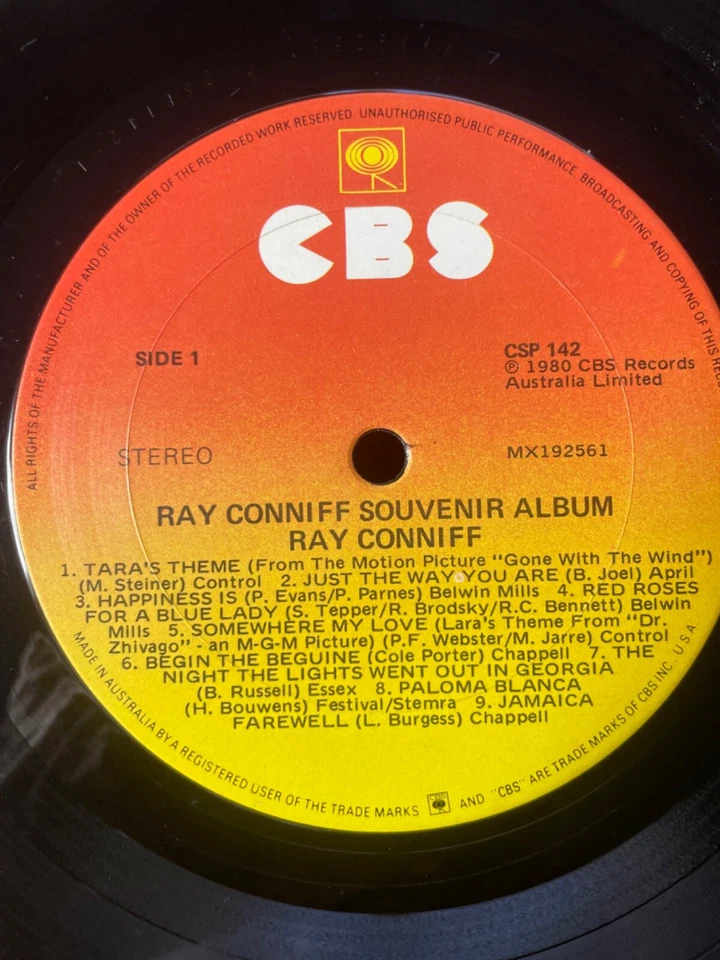 ALL RIGHTS OF THE MANUFACTURER AND OF THE OWNER OF THE RECORDED WORK RESERVED UNAUTHORISED PUBLIC PERFORMANCE, BROADCASTING AND COPYING OF THIS
CBS
SIDE 1
CSP 142
℗ 1980 CBS Records
Australia Limited
STEREO
MX192561
RAY CONNIFF SOUVENIR ALBUM
RAY CONNIFF
1. TARA'S THEME (From The Motion Picture "Gone With The Wind")
(M. Steiner) Control 2. JUST THE WAY YOU ARE (B. Joel) April
3. HAPPINESS IS (P. Evans/P. Parnes) Belwin Mills 4. RED ROSES
FOR A BLUE LADY (S. Tepper/R. Brodsky/R.C. Bennett) Belwin
Mills 5. SOMEWHERE MY LOVE (Lara's Theme From "Dr.
Zhivago" - an M-G-M Picture) (P.F. Webster/M. Jarre) Control
6. BEGIN THE BEGUINE (Cole Porter) Chappell 7. THE
NIGHT THE LIGHTS WENT OUT IN GEORGIA
(B. Russell) Essex 8. PALOMA BLANCA
(H. Bouwens) Festival/Stemra 9. JAMAICA
FAREWELL (L. Burgess) Chappell
MADE IN AUSTRALIA BY A REGISTERED USER OF THE TRADE MARKS CBS AND "CBS" ARE TRADE MARKS OF CBS INC. U.S.A.